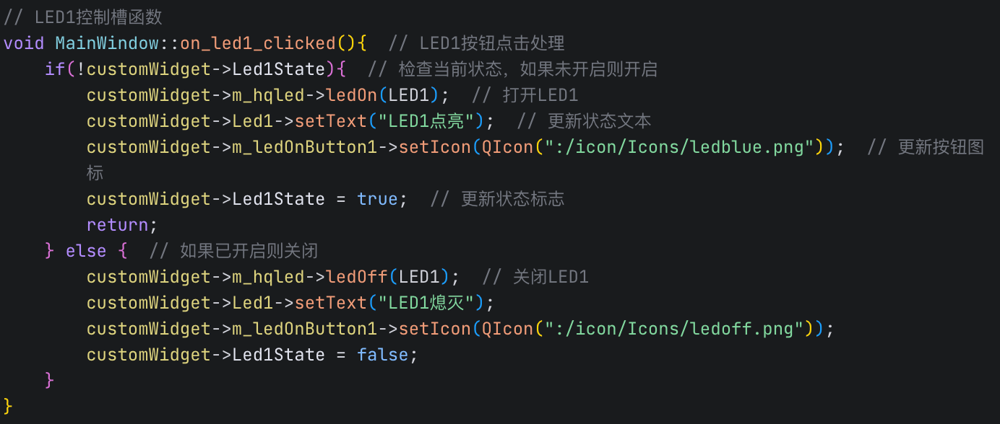 // LED1控制槽函数
void MainWindow::on_led1_clicked(){  // LED1按钮点击处理
    if(!customWidget->Led1State){  // 检查当前状态，如果未开启则开启
        customWidget->m_hqled->ledOn(LED1);  // 打开LED1
        customWidget->Led1->setText("LED1点亮");  // 更新状态文本
        customWidget->m_ledOnButton1->setIcon(QIcon(":/icon/Icons/ledblue.png"));  // 更新按钮图
        标
        customWidget->Led1State = true;  // 更新状态标志
        return;
    } else {  // 如果已开启则关闭
        customWidget->m_hqled->ledOff(LED1);  // 关闭LED1
        customWidget->Led1->setText("LED1熄灭");
        customWidget->m_ledOnButton1->setIcon(QIcon(":/icon/Icons/ledoff.png"));
        customWidget->Led1State = false;
    }
}